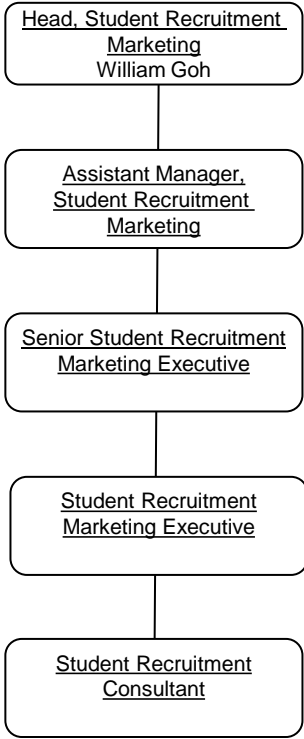 Head, Student Recruitment
Marketing
William Goh
Assistant Manager,
Student Recruitment
Marketing
Senior Student Recruitment
Marketing Executive
Student Recruitment
Marketing Executive
Student Recruitment
Consultant